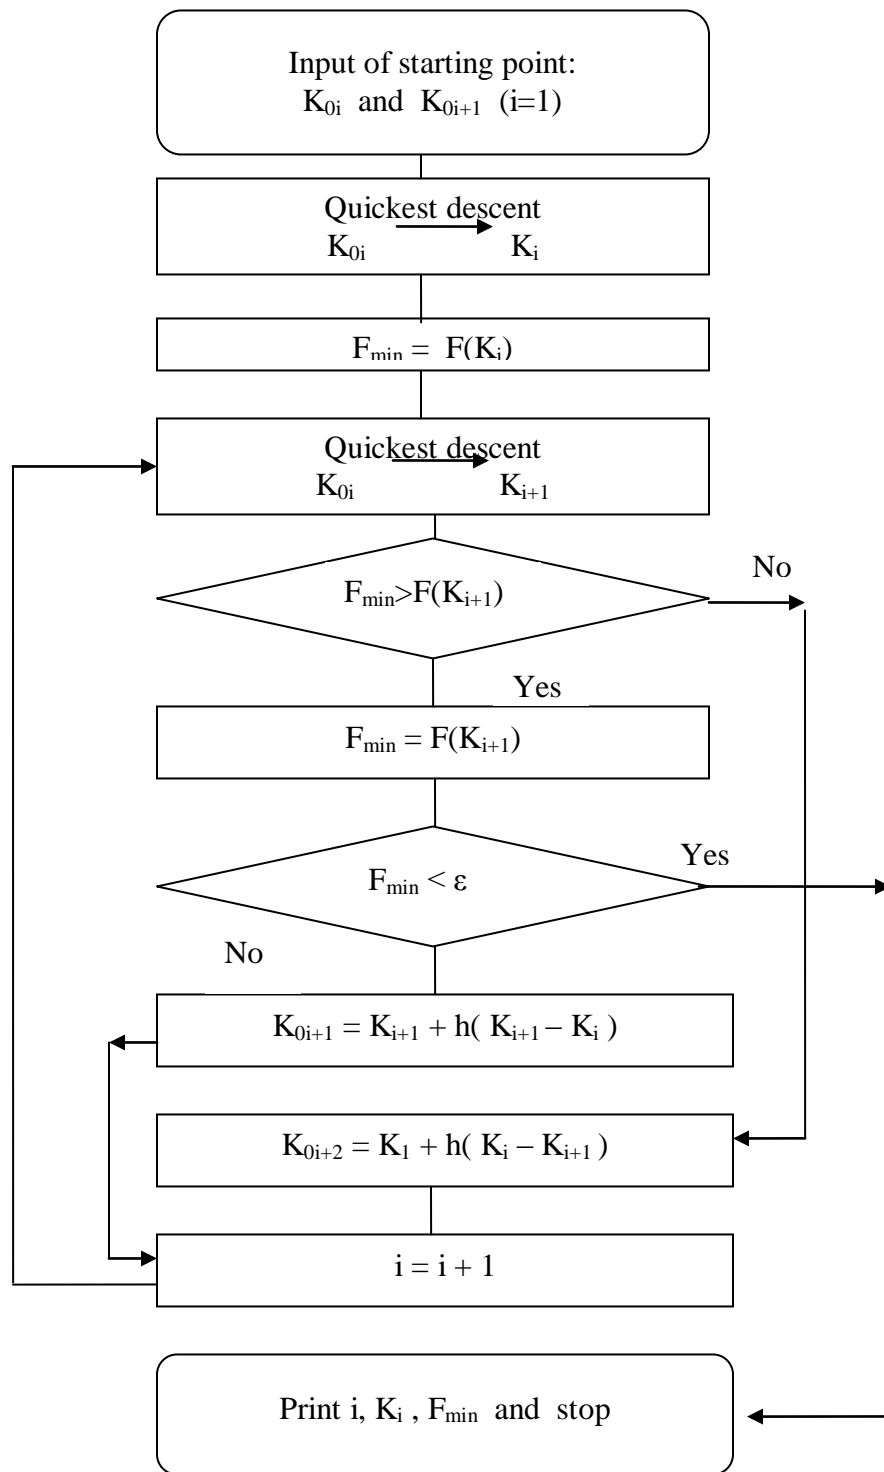 Input of starting point:
K₀ᵢ and K₀ᵢ₊₁ (i=1)
Quickest descent
K₀ᵢ Kᵢ
Fₘᵢₙ = F(Kᵢ)
Quickest descent
K₀ᵢ Kᵢ₊₁
No
Fₘᵢₙ>F(Kᵢ₊₁)
Yes
Fₘᵢₙ = F(Kᵢ₊₁)
Yes
Fₘᵢₙ < ε
No
K₀ᵢ₊₁ = Kᵢ₊₁ + h( Kᵢ₊₁ – Kᵢ )
K₀ᵢ₊₂ = K₁ + h( Kᵢ – Kᵢ₊₁ )
i = i + 1
Print i, Kᵢ , Fₘᵢₙ and stop